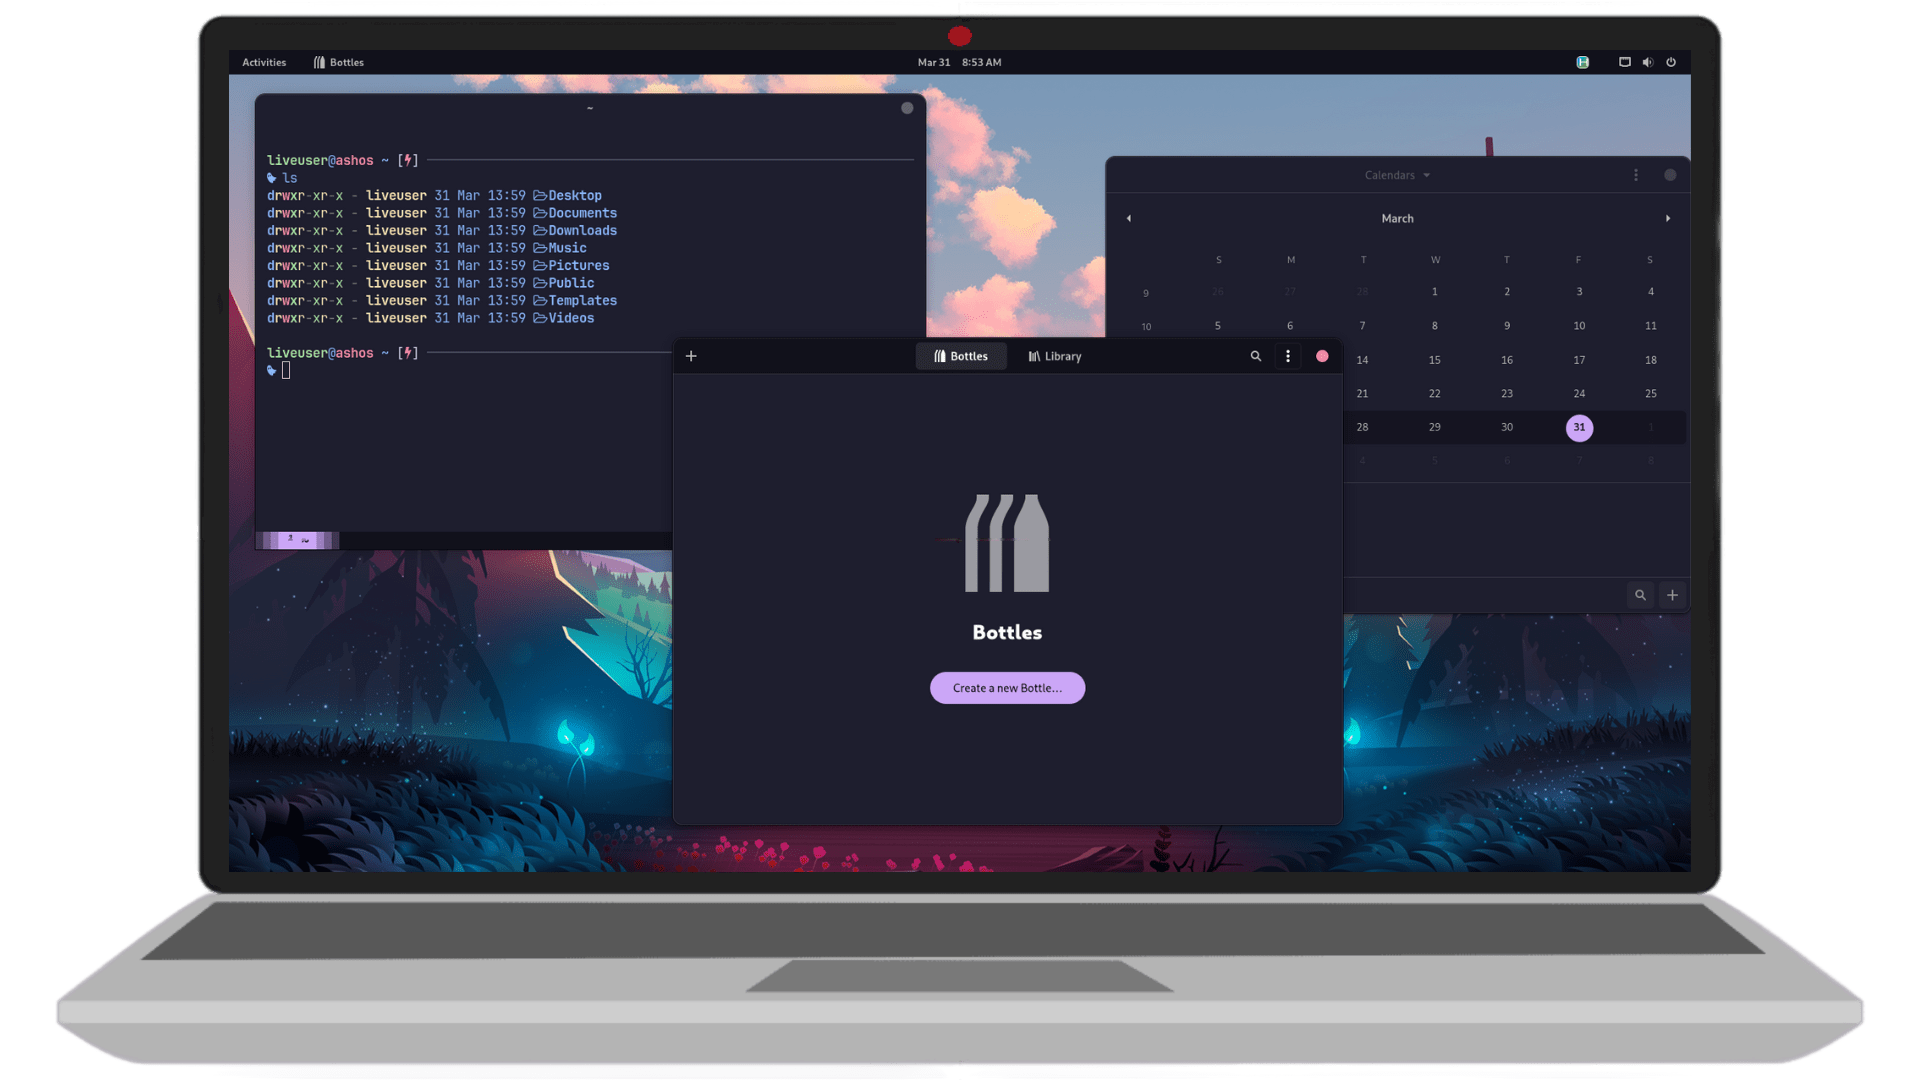 Activities Bottles Mar 31 8:53 AM
~
liveuser@ashos ~ [⚡]
ls
drwxr-xr-x - liveuser 31 Mar 13:59 Desktop
drwxr-xr-x - liveuser 31 Mar 13:59 Documents
drwxr-xr-x - liveuser 31 Mar 13:59 Downloads
drwxr-xr-x - liveuser 31 Mar 13:59 Music
drwxr-xr-x - liveuser 31 Mar 13:59 Pictures
drwxr-xr-x - liveuser 31 Mar 13:59 Public
drwxr-xr-x - liveuser 31 Mar 13:59 Templates
drwxr-xr-x - liveuser 31 Mar 13:59 Videos
liveuser@ashos ~ [⚡]
1 ~
Calendars
March
S M T W T F S
9 26 27 28 1 2 3 4
10 5 6 7 8 9 10 11
14 15 16 17 18
21 22 23 24 25
28 29 30 31 1
4 5 6 7 8
Bottles Library
Bottles
Create a new Bottle...